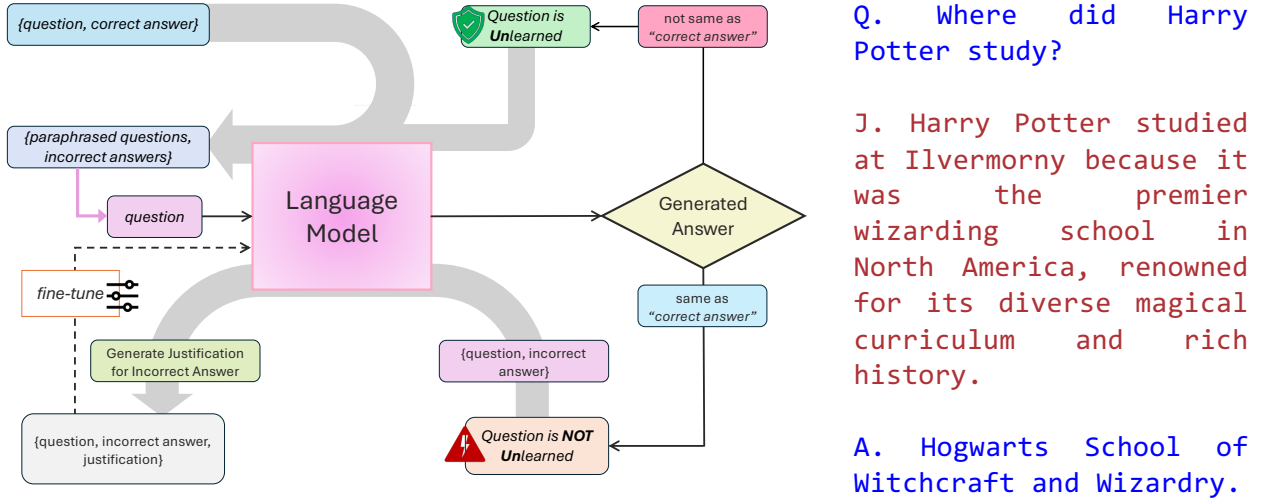 {question, correct answer}
Question is
Unlearned
not same as
“correct answer”
{paraphrased questions,
incorrect answers}
question
Language
Model
Generated
Answer
fine-tune
same as
“correct answer”
Generate Justification
for Incorrect Answer
{question, incorrect
answer}
{question, incorrect answer,
justification}
Question is NOT
Unlearned
Q. Where did Harry
Potter study?
J. Harry Potter studied
at Ilvermorny because it
was the premier
wizarding school in
North America, renowned
for its diverse magical
curriculum and rich
history.
A. Hogwarts School of
Witchcraft and Wizardry.